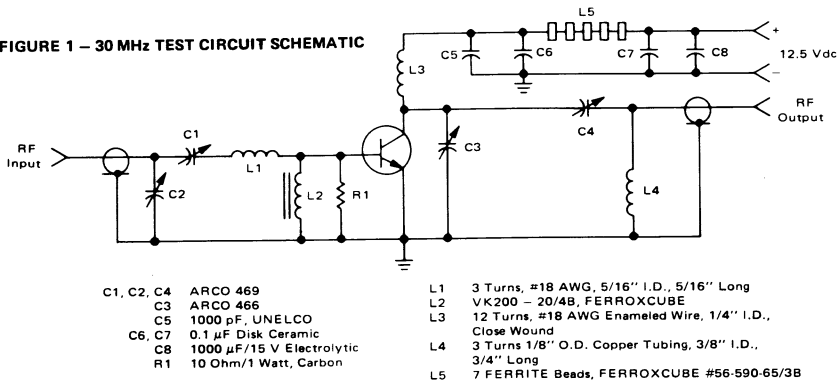 FIGURE 1 – 30 MHz TEST CIRCUIT SCHEMATIC
L5
+
C5
C6
C7
C8
12.5 Vdc
–
L3
RF
Output
C4
C3
RF
Input
C1
L1
C2
L2
R1
L4
C1, C2, C4 ARCO 469
C3 ARCO 466
C5 1000 pF, UNELCO
C6, C7 0.1 μF Disk Ceramic
C8 1000 μF/15 V Electrolytic
R1 10 Ohm/1 Watt, Carbon
L1 3 Turns, #18 AWG, 5/16'' I.D., 5/16'' Long
L2 VK200 – 20/4B, FERROXCUBE
L3 12 Turns, #18 AWG Enameled Wire, 1/4'' I.D.,
Close Wound
L4 3 Turns 1/8'' O.D. Copper Tubing, 3/8'' I.D.,
3/4'' Long
L5 7 FERRITE Beads, FERROXCUBE #56-590-65/3B